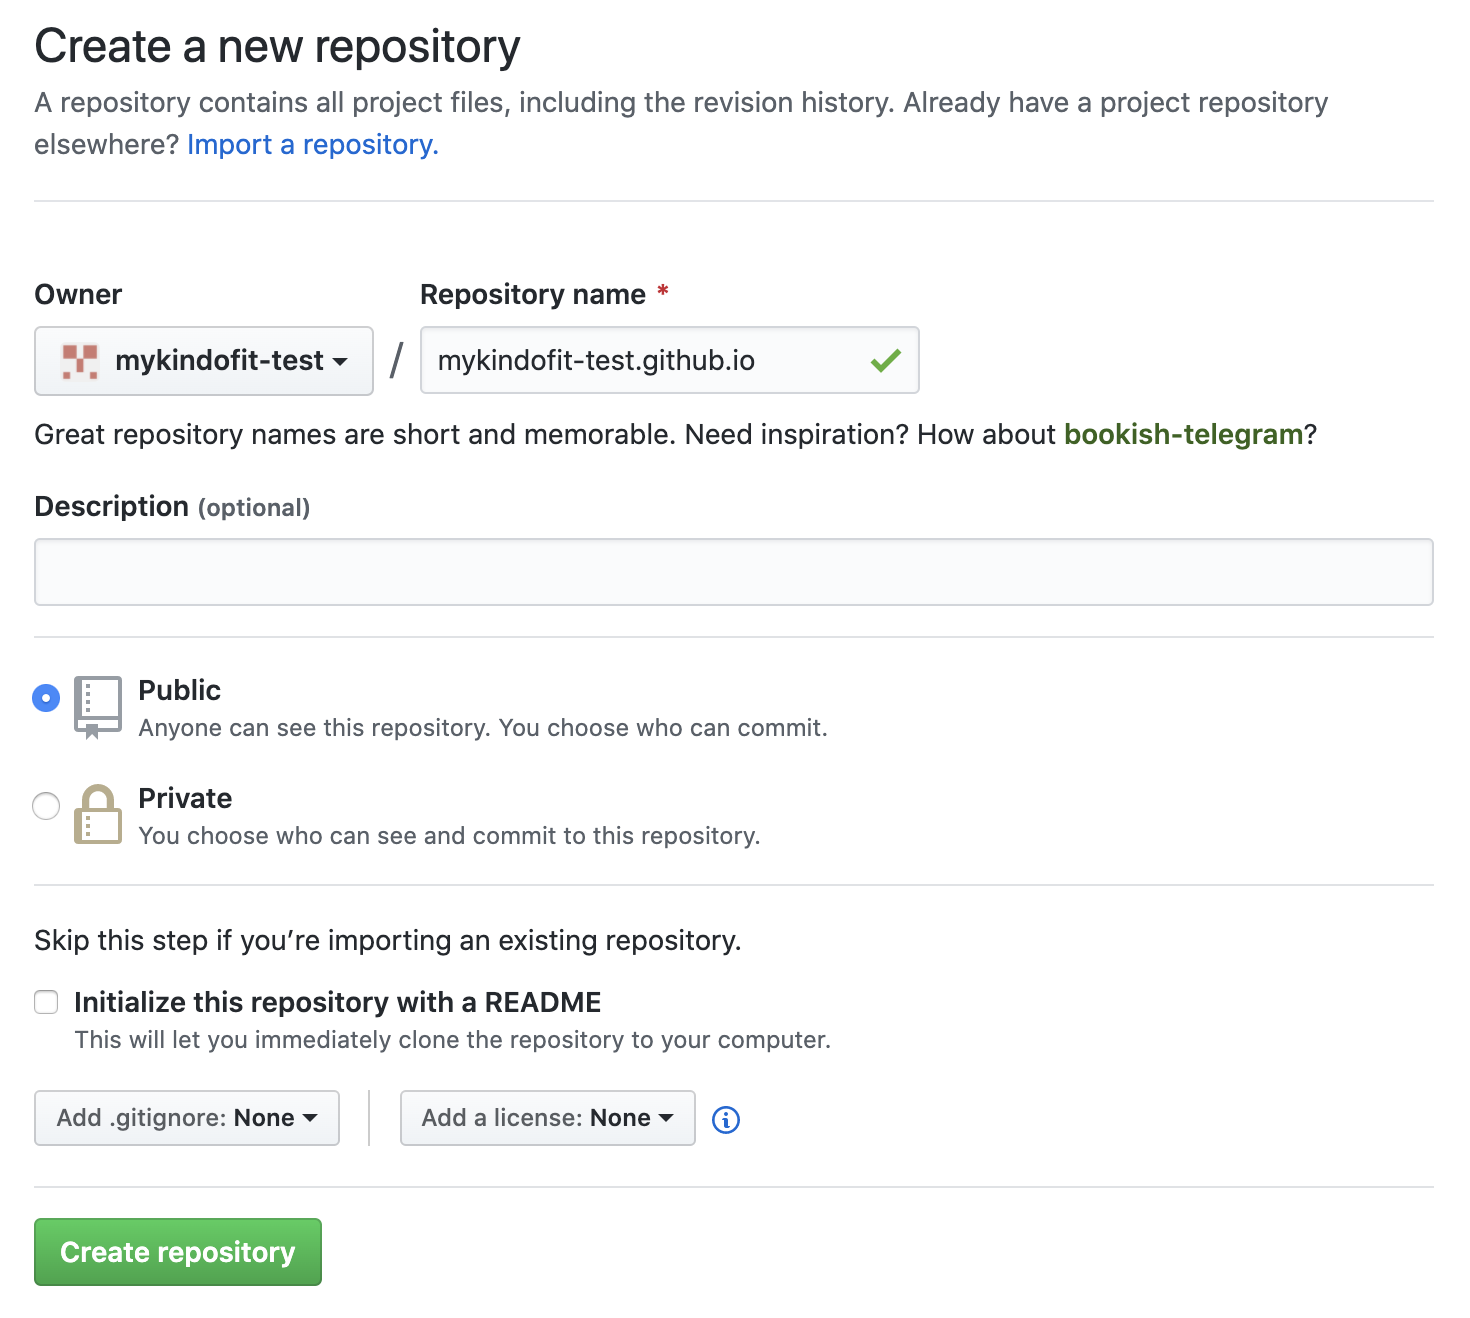 Create a new repository
A repository contains all project files, including the revision history. Already have a project repository
elsewhere? Import a repository.
Owner
Repository name *
mykindofit-test
/
mykindofit-test.github.io
Great repository names are short and memorable. Need inspiration? How about bookish-telegram?
Description (optional)
Public
Anyone can see this repository. You choose who can commit.
Private
You choose who can see and commit to this repository.
Skip this step if you’re importing an existing repository.
Initialize this repository with a README
This will let you immediately clone the repository to your computer.
Add .gitignore: None
Add a license: None
Create repository